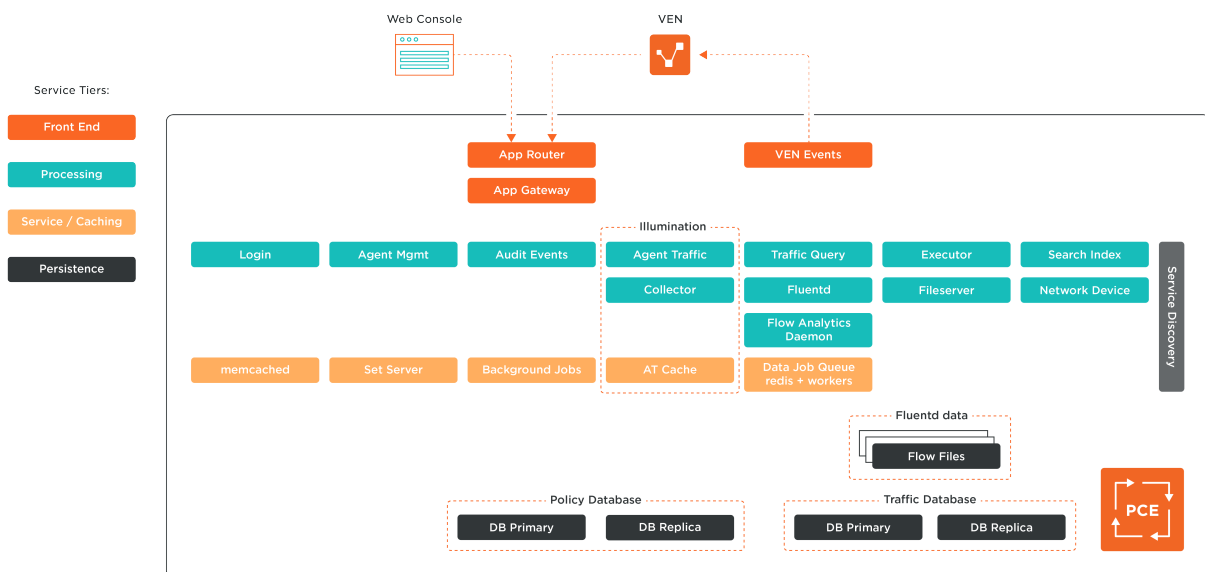 Web Console
VEN
Service Tiers:
Front End
Processing
Service / Caching
Persistence
App Router
VEN Events
App Gateway
Illumination
Login
Agent Mgmt
Audit Events
Agent Traffic
Traffic Query
Executor
Search Index
Collector
Fluentd
Fileserver
Network Device
Flow Analytics
Daemon
Service Discovery
memcached
Set Server
Background Jobs
AT Cache
Data Job Queue
redis + workers
Fluentd data
Flow Files
Policy Database
DB Primary
DB Replica
Traffic Database
DB Primary
DB Replica
PCE